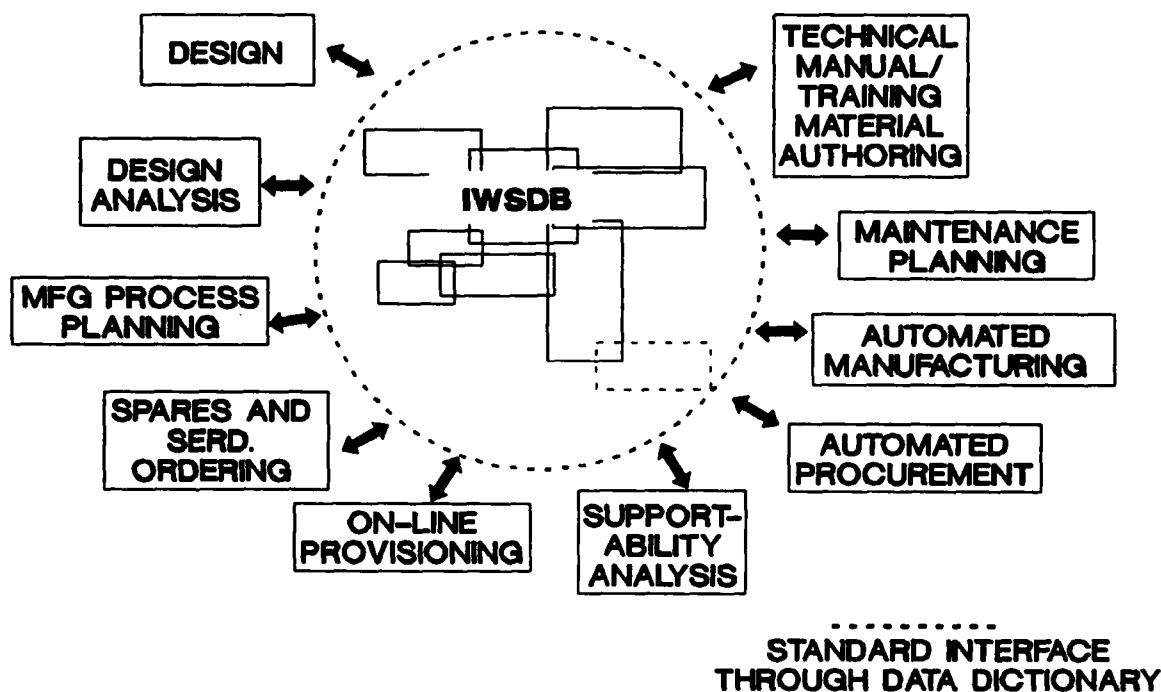 DESIGN
TECHNICAL
MANUAL/
TRAINING
MATERIAL
AUTHORING
DESIGN
ANALYSIS
IWSDB
MAINTENANCE
PLANNING
MFG PROCESS
PLANNING
AUTOMATED
MANUFACTURING
SPARES AND
SERD.
ORDERING
AUTOMATED
PROCUREMENT
ON-LINE
PROVISIONING
SUPPORT-
ABILITY
ANALYSIS
STANDARD INTERFACE
THROUGH DATA DICTIONARY